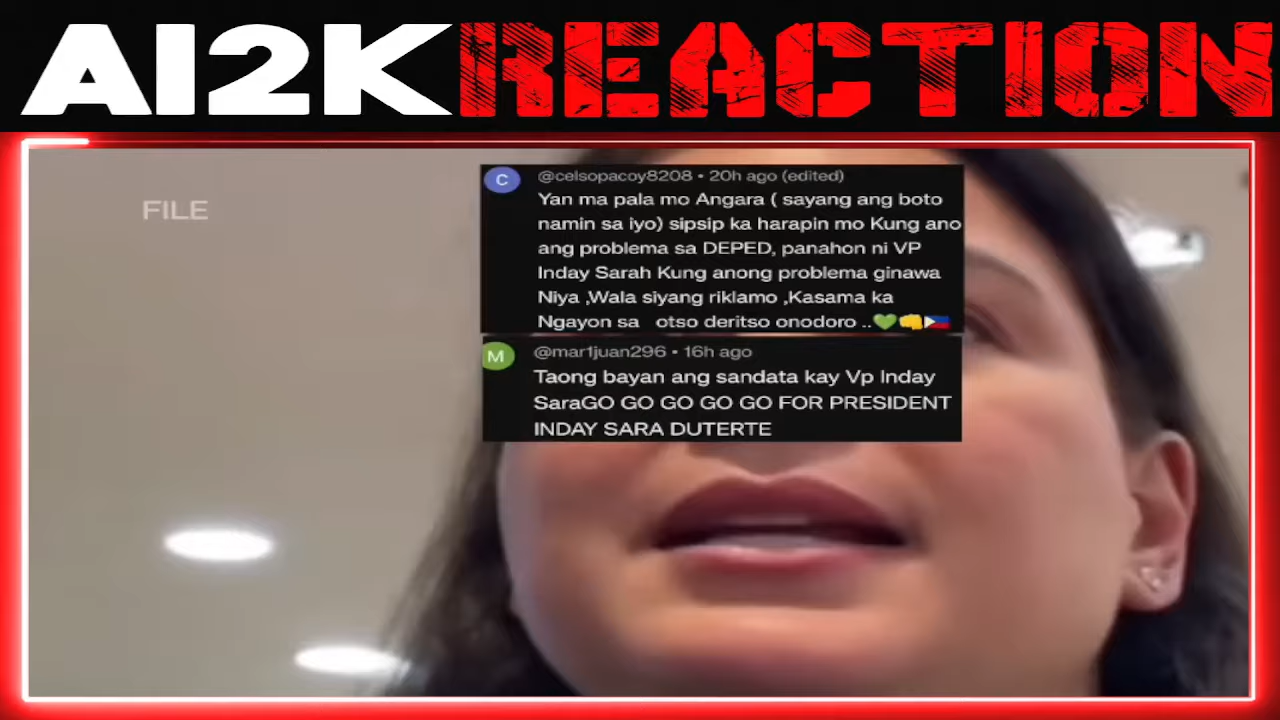 AI2KREACTION
FILE
@celsopacoy8208 • 20h ago (edited)
Yan ma pala mo Angara ( sayang ang boto
namin sa iyo) sipsip ka harapin mo Kung ano
ang problema sa DEPED, panahon ni VP
Inday Sarah Kung anong problema ginawa
Niya ,Wala siyang riklamo ,Kasama ka
Ngayon sa otso deritso onodoro ..💚👊🇵🇭
@mar1juan296 • 16h ago
Taong bayan ang sandata kay Vp Inday
SaraGO GO GO GO GO FOR PRESIDENT
INDAY SARA DUTERTE